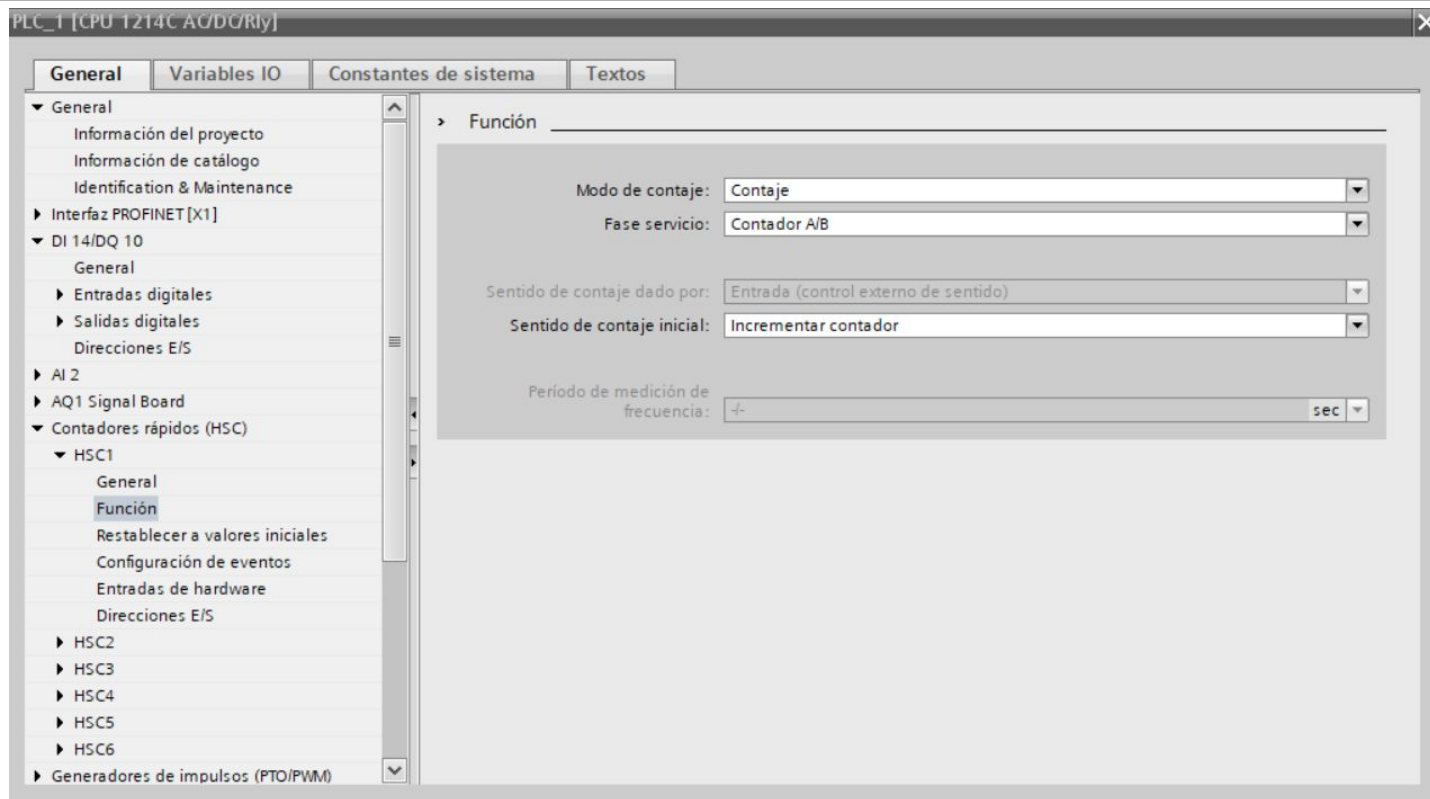 PLC_1 [CPU 1214C AC/DC/Rly]
General Variables IO Constantes de sistema Textos
General
Información del proyecto
Información de catálogo
Identification & Maintenance
Interfaz PROFINET [X1]
DI 14/DQ 10
General
Entradas digitales
Salidas digitales
Direcciones E/S
AI 2
AQ1 Signal Board
Contadores rápidos (HSC)
HSC1
General
Función
Restablecer a valores iniciales
Configuración de eventos
Entradas de hardware
Direcciones E/S
HSC2
HSC3
HSC4
HSC5
HSC6
Generadores de impulsos (PTO/PWM)
Función
Modo de contaje: Contaje
Fase servicio: Contador A/B
Sentido de contaje dado por: Entrada (control externo de sentido)
Sentido de contaje inicial: Incrementar contador
Período de medición de
frecuencia: -/- sec